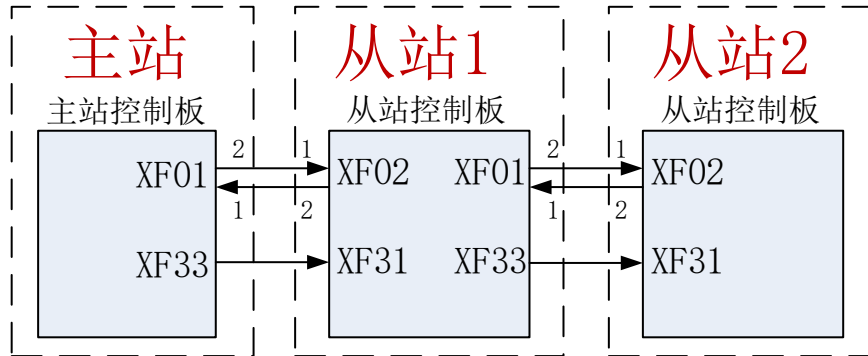 主站 从站1 从站2
主站控制板 从站控制板 从站控制板
2 1 2 1
XF01 XF02 XF01 XF02
1 2 1 2
XF33 XF31 XF33 XF31